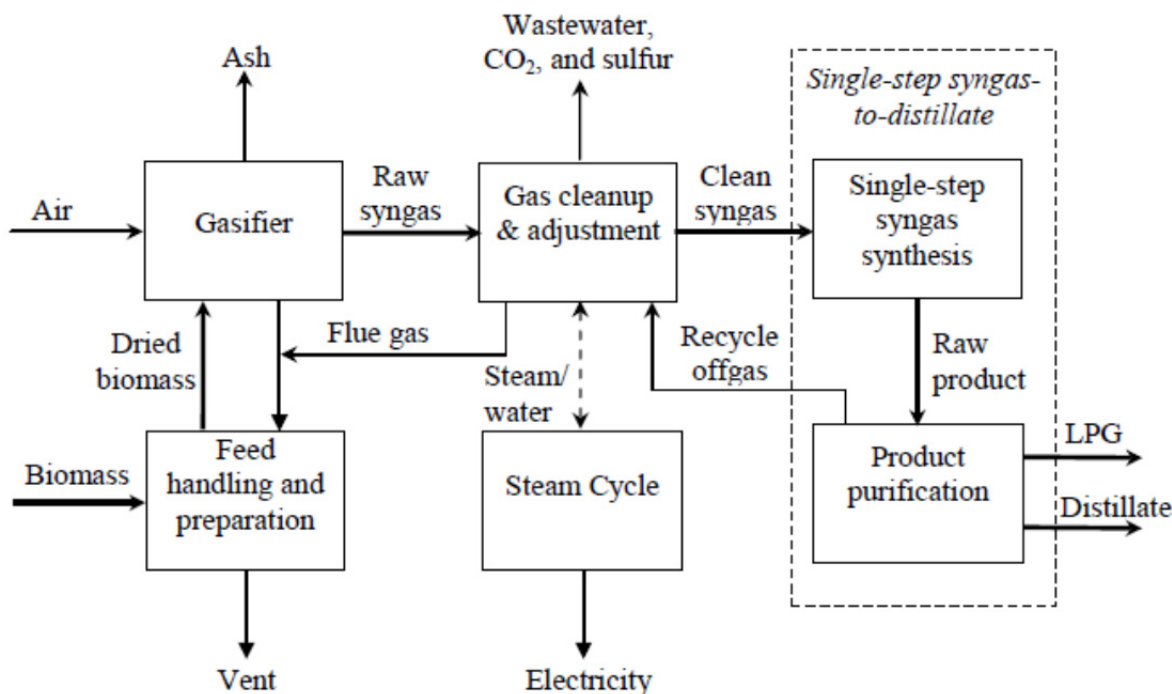 Ash
Wastewater,
CO₂, and sulfur
Single-step syngas-
to-distillate
Air
Gasifier
Raw
syngas
Gas cleanup
& adjustment
Clean
syngas
Single-step
syngas
synthesis
Dried
biomass
Flue gas
Steam/
water
Recycle
offgas
Raw
product
Biomass
Feed
handling and
preparation
Steam Cycle
Product
purification
LPG
Distillate
Vent
Electricity